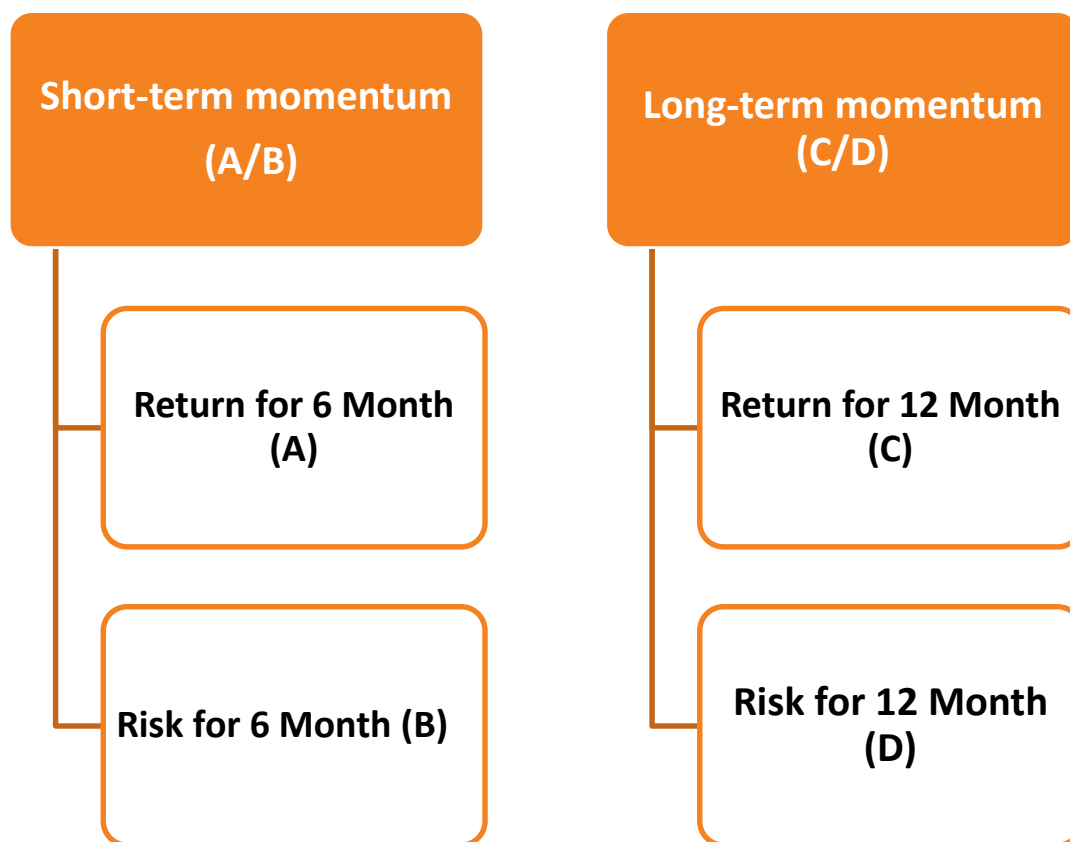 Short-term momentum
(A/B)
Return for 6 Month
(A)
Risk for 6 Month (B)
Long-term momentum
(C/D)
Return for 12 Month
(C)
Risk for 12 Month
(D)